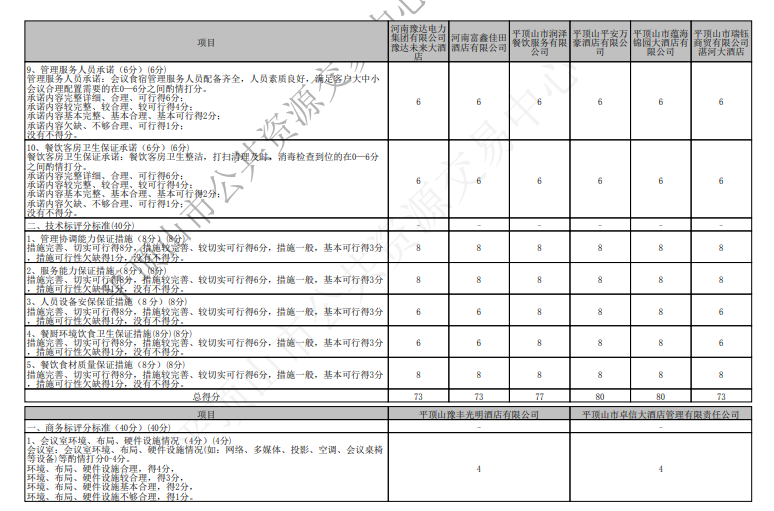 项目
河南豫达电力集团有限公司豫达未来大酒店
河南富鑫佳田酒店有限公司
平顶山市润泽餐饮服务有限公司
平顶山平安万豪酒店有限公司
平顶山市蕴海锦园大酒店有限公司
平顶山市瑞钰商贸有限公司湛河大酒店
9、管理服务人员承诺（6分）(6分)
管理服务人员承诺：会议食宿管理服务人员配备齐全，人员素质良好，满足客户大中小
会议合理配置需要的在0—6分之间酌情打分。
承诺内容完整详细、合理、可行得6分；
承诺内容较完整、较合理、较可行得4分；
承诺内容基本完整、基本合理、基本可行得2分；
承诺内容欠缺、不够合理、可行得1分；
没有不得分。
6 6 6 6 6 6
10、餐饮客房卫生保证承诺（6分）(6分)
餐饮客房卫生保证承诺：餐饮客房卫生整洁，打扫清理及时，消毒检查到位的在0—6分
之间酌情打分。
承诺内容完整详细、合理、可行得6分；
承诺内容较完整、较合理、较可行得4分；
承诺内容基本完整、基本合理、基本可行得2分；
承诺内容欠缺、不够合理、可行得1分；
没有不得分。
6 6 6 6 6 6
二、技术标评分标准(40分)
- - - - - -
1、管理协调能力保证措施（8分）(8分)
措施完善、切实可行得8分，措施较完善、较切实可行得6分，措施一般，基本可行得3分
，措施可行性欠缺得1分，没有不得分。
8 8 8 8 8 8
2、服务能力保证措施（8分）(8分)
措施完善、切实可行得8分，措施较完善、较切实可行得6分，措施一般，基本可行得3分
，措施可行性欠缺得1分，没有不得分。
8 8 8 8 8 8
3、人员设备安保保证措施（8分）(8分)
措施完善、切实可行得8分，措施较完善、较切实可行得6分，措施一般，基本可行得3分
，措施可行性欠缺得1分，没有不得分。
6 6 8 8 8 6
4、餐厨环境饮食卫生保证措施(8分)(8分)
措施完善、切实可行得8分，措施较完善、较切实可行得6分，措施一般，基本可行得3分
，措施可行性欠缺得1分，没有不得分。
6 6 8 8 8 6
5、餐饮食材质量保证措施（8分）(8分)
措施完善、切实可行得8分，措施较完善、较切实可行得6分，措施一般，基本可行得3分
，措施可行性欠缺得1分，没有不得分。
8 8 8 8 8 8
总得分 73 73 77 80 80 73
项目 平顶山豫丰光明酒店有限公司 平顶山市卓信大酒店管理有限责任公司
一、商务标评分标准（40分）(40分) - -
1、会议室环境、布局、硬件设施情况（4分）(4分)
会议室：会议室环境、布局、硬件设施情况(如：网络、多媒体、投影、空调、会议桌椅
等设备)等酌情打分0-4分。
环境、布局、硬件设施合理，得4分，
环境、布局、硬件设施较合理，得3分，
环境、布局、硬件设施基本合理，得2分，
环境、布局、硬件设施不够合理，得1分。
4 4
平顶山市公共资源交易中心
平顶山市公共资源交易中心